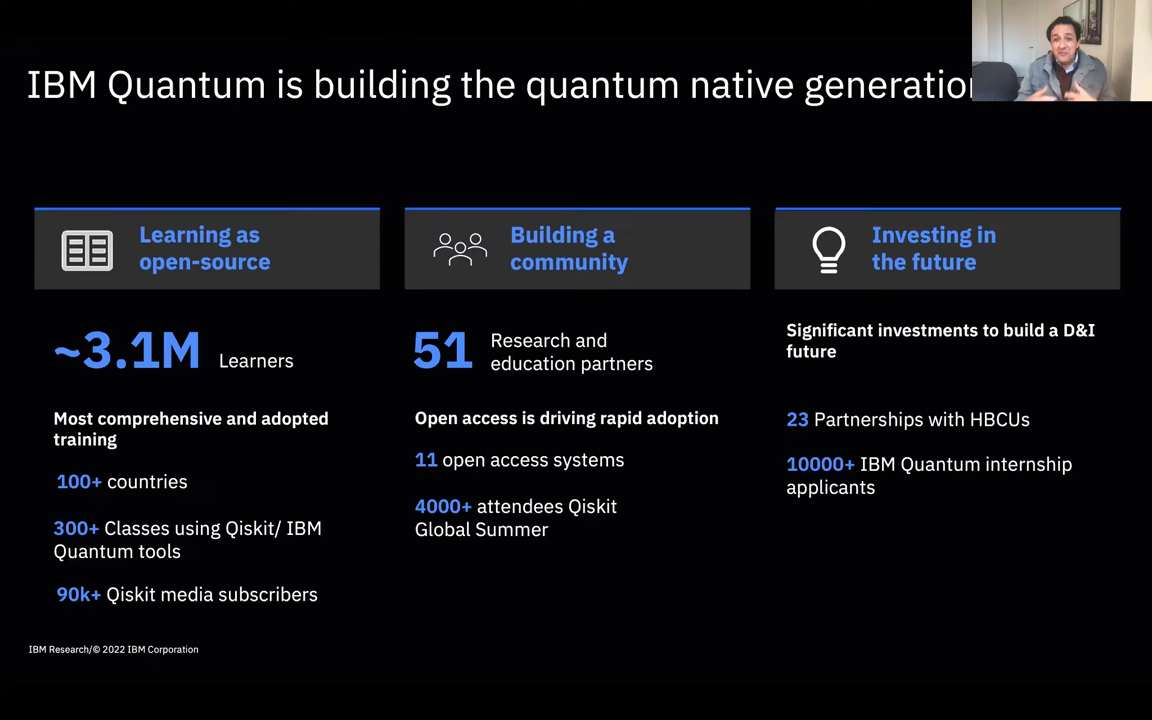 IBM Quantum is building the quantum native generation
Learning as
open-source
~3.1M Learners
Most comprehensive and adopted
training
100+ countries
300+ Classes using Qiskit/ IBM
Quantum tools
90k+ Qiskit media subscribers
Building a
community
51 Research and
education partners
Open access is driving rapid adoption
11 open access systems
4000+ attendees Qiskit
Global Summer
Investing in
the future
Significant investments to build a D&I
future
23 Partnerships with HBCUs
10000+ IBM Quantum internship
applicants
IBM Research/© 2022 IBM Corporation